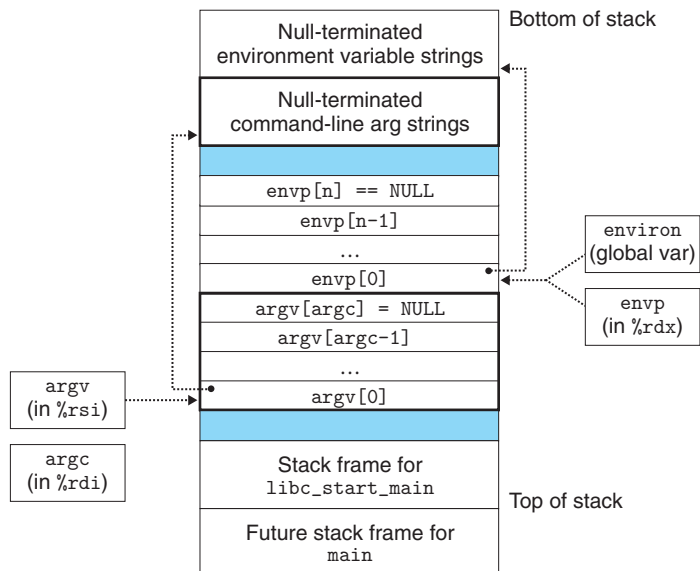 Bottom of stack
Null-terminated
environment variable strings
Null-terminated
command-line arg strings
envp[n] == NULL
envp[n-1]
...
envp[0]
environ
(global var)
envp
(in %rdx)
argv[argc] = NULL
argv[argc-1]
...
argv[0]
argv
(in %rsi)
argc
(in %rdi)
Stack frame for
libc_start_main
Top of stack
Future stack frame for
main